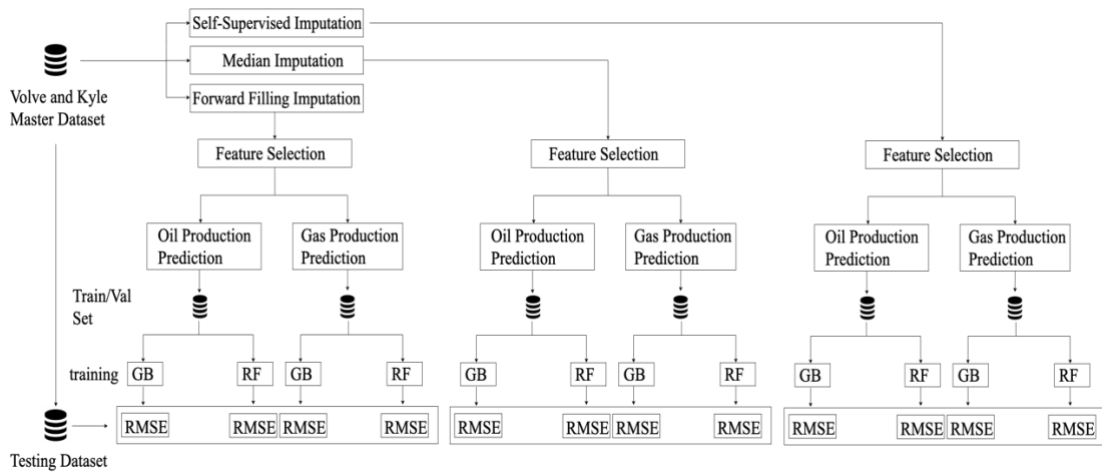 Self-Supervised Imputation
Median Imputation
Forward Filling Imputation
Volve and Kyle
Master Dataset
Feature Selection
Feature Selection
Feature Selection
Oil Production
Prediction
Gas Production
Prediction
Oil Production
Prediction
Gas Production
Prediction
Oil Production
Prediction
Gas Production
Prediction
Train/Val
Set
training
GB
RF
GB
RF
GB
RF
GB
RF
GB
RF
GB
RF
RMSE
RMSE
RMSE
RMSE
RMSE
RMSE
RMSE
RMSE
RMSE
RMSE
RMSE
RMSE
Testing Dataset